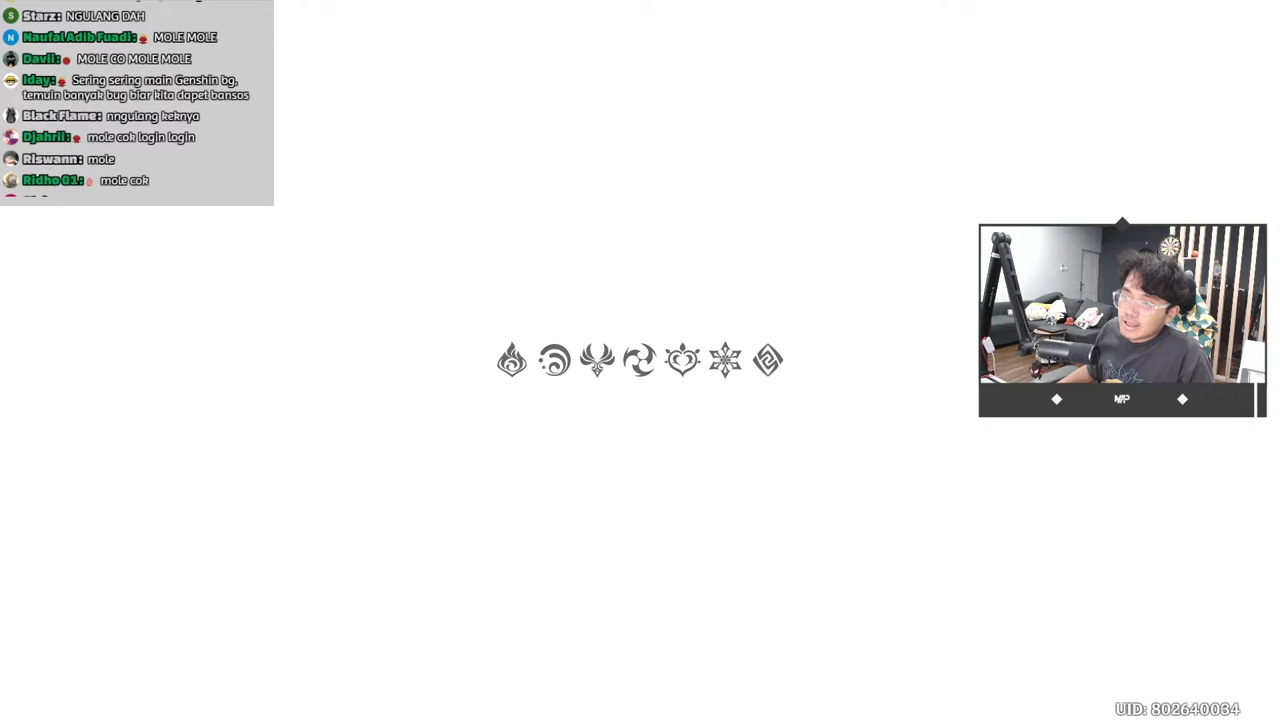 Starz: NGULANG DAH
Naufal Adib Fuadi: MOLE MOLE
Davii: MOLE CO MOLE MOLE
Iday: Sering sering main Genshin bg,
temuin banyak bug biar kita dapet bansos
Black Flame: nngulang keknya
Djahrii: mole cok login login
Riswann: mole
Ridho 01: mole cok
UID: 802640034